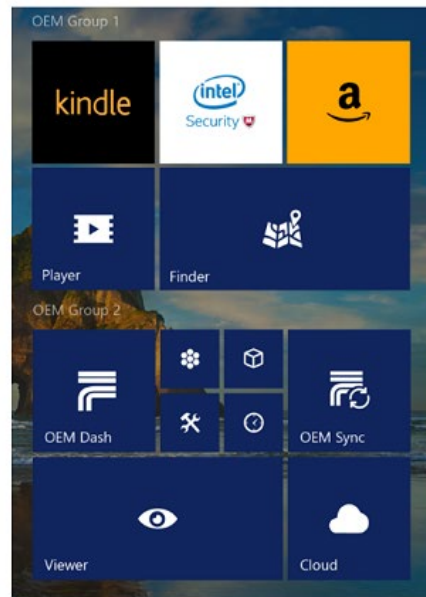 OEM Group 1
kindle
intel
Security
a
Player
Finder
OEM Group 2
OEM Dash
OEM Sync
Viewer
Cloud